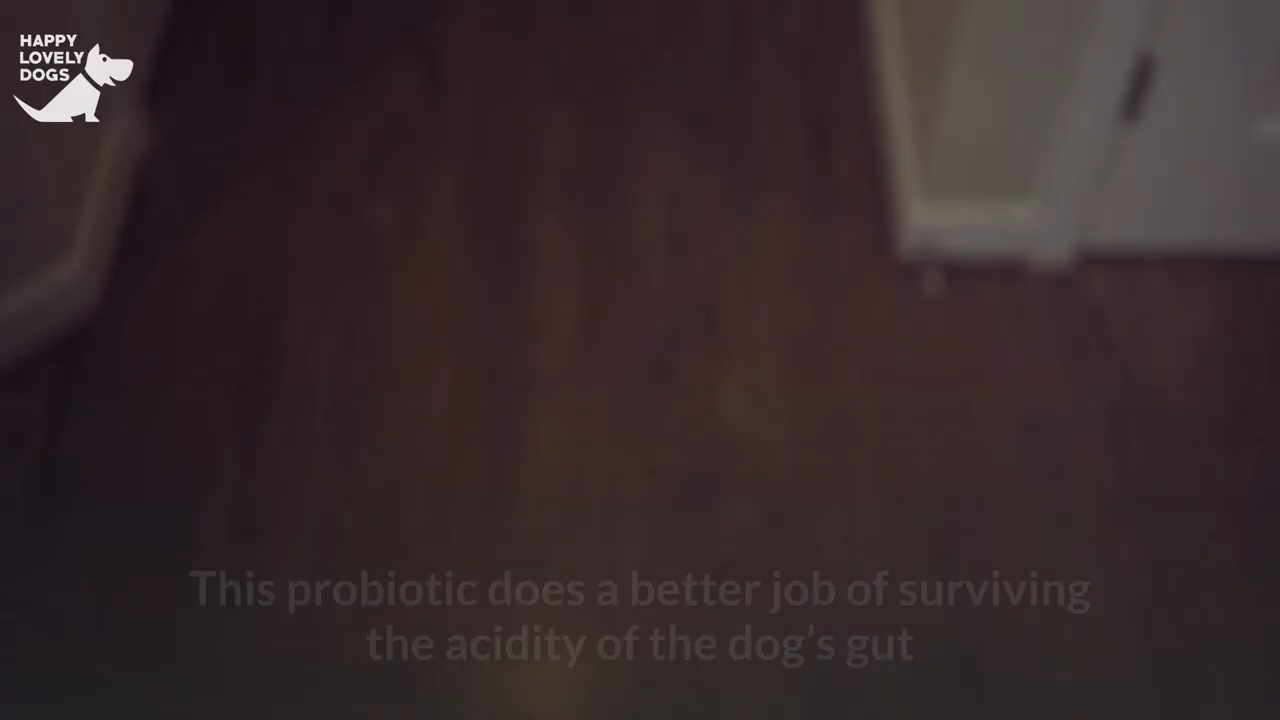 HAPPY
LOVELY
DOGS
This probiotic does a better job of surviving
the acidity of the dog’s gut